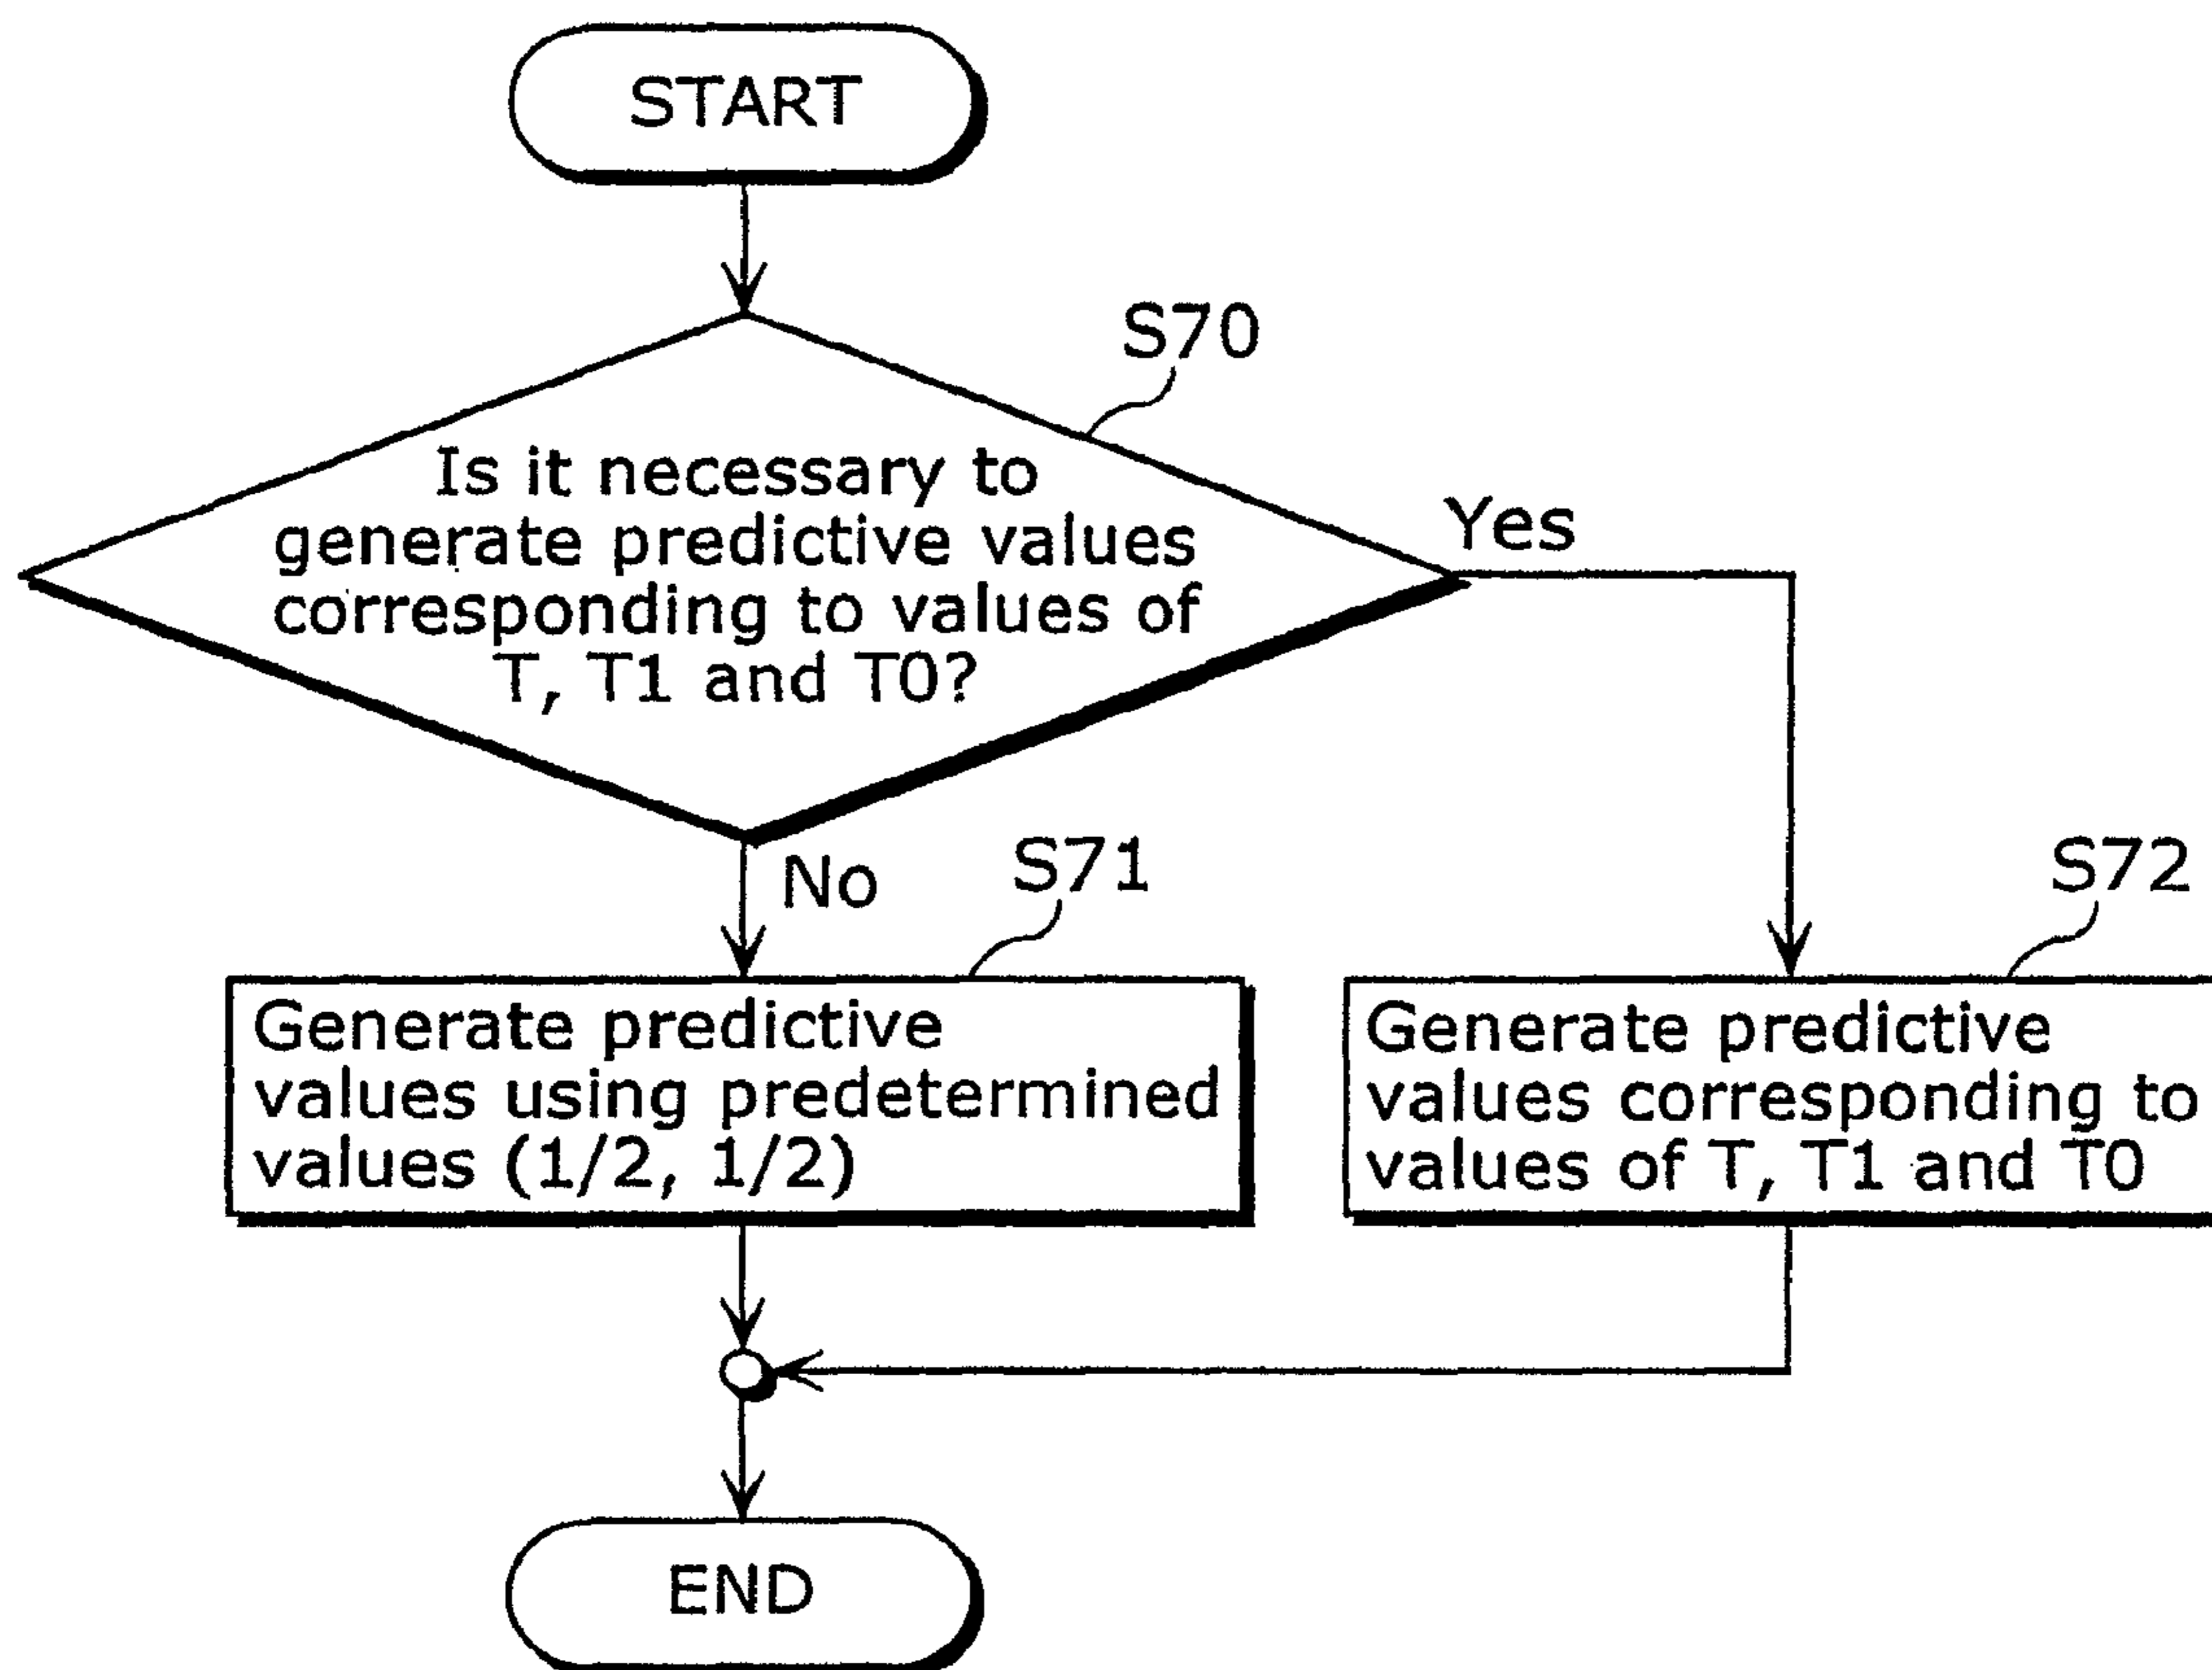 START
S70
Is it necessary to
generate predictive values
corresponding to values of
T, T1 and T0?
Yes
No
S71
S72
Generate predictive
values using predetermined
values (1/2, 1/2)
Generate predictive
values corresponding to
values of T, T1 and T0
END